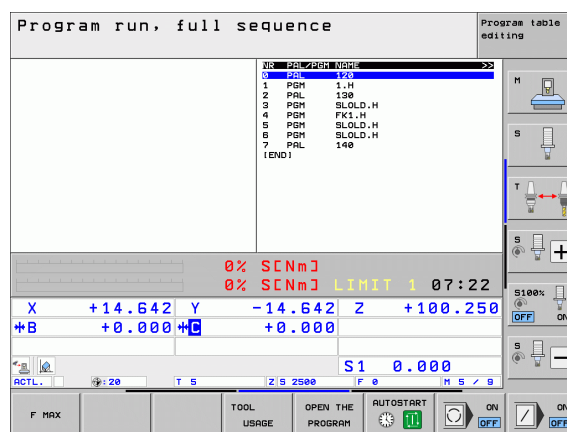 Program run, full sequence
Program table
editing
NR PAL/PGM NAME >>
0 PAL 120
1 PGM 1.H
2 PAL 130
3 PGM SLOLD.H
4 PGM FK1.H
5 PGM SLOLD.H
6 PGM SLOLD.H
7 PAL 140
[END]
M
S
T
S
0% S[Nm]
0% S[Nm] LIMIT 1 07:22
S100%
OFF ON
S
X +14.642 Y -14.642 Z +100.250
B +0.000 C +0.000
S1 0.000
ACTL. : 20 T 5 Z S 2500 F 0 M 5 / 9
F MAX
TOOL
USAGE
OPEN THE
PROGRAM
AUTOSTART
ON
OFF
ON
OFF